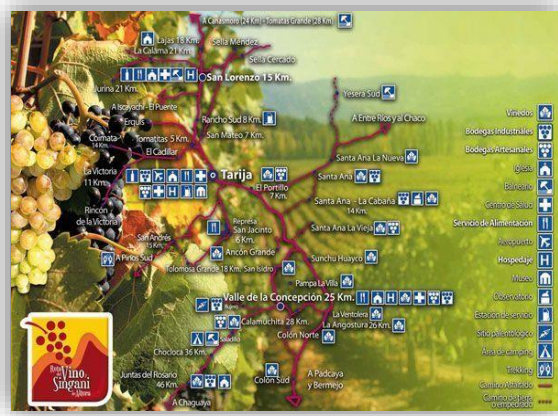 A Canasmoro (24 Km) - Tomatas Grande (28 Km)
Lajas 18 Km.
La Calama 21 Km.
Sella Méndez
Sella Cercado
Jurina 21 Km.
San Lorenzo 15 Km.
A Iscayachi - El Puente
Erquis
Rancho Sud 8 Km.
Yesera Sud
A Entre Ríos y al Chaco
Coimata
14 Km.
Tomatitas 5 Km.
San Mateo 7 Km.
El Cadillar
La Victoria
11 Km.
Tarija
Santa Ana La Nueva
Santa Ana
El Portillo
7 Km.
Rincón
de la Victoria
Santa Ana - La Cabaña
14 Km.
San Andrés
15 Km.
Represa
San Jacinto
6 Km.
Santa Ana La Vieja
A Pinos Sud
Ancón Grande
Tolomosa Grande 18 Km.
San Isidro
Sunchu Huayco
Pampa La Villa
Valle de la Concepción 25 Km.
Calamuchita 28 Km.
La Ventolera
La Angostura 26 Km.
Colón Norte
Chocloca 36 Km.
Juntas del Rosario
46 Km.
Colón Sud
A Padcaya
y Bermejo
A Chaguaya
Viñedos
Bodegas Industriales
Bodegas Artesanales
Iglesia
Balneario
Centro de Salud
Servicio de Alimentación
Aeropuerto
Hospedaje
Museo
Observatorio
Estación de servicio
Sitio paleontológico
Área de camping
Trekking
Camino Asfaltado
Camino de tierra
o empedrado
Ruta
del Vino y
Singani